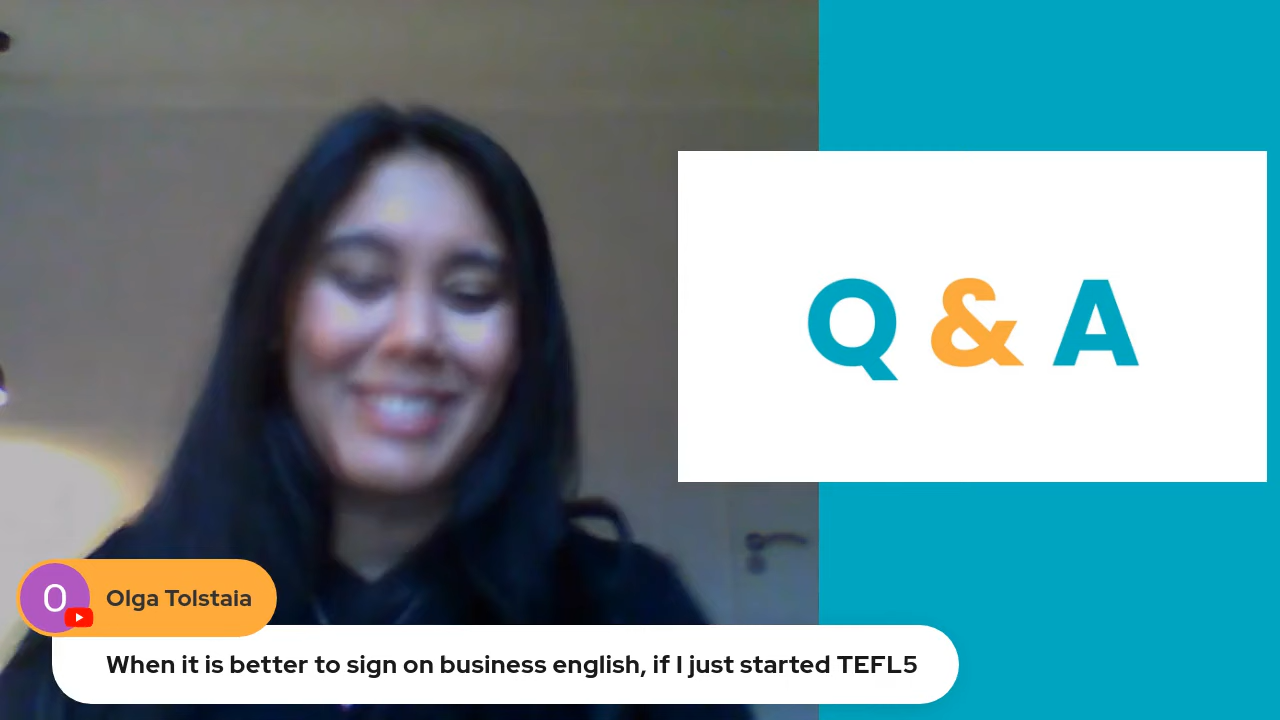 Q & A
O
Olga Tolstaia
When it is better to sign on business english, if I just started TEFL5